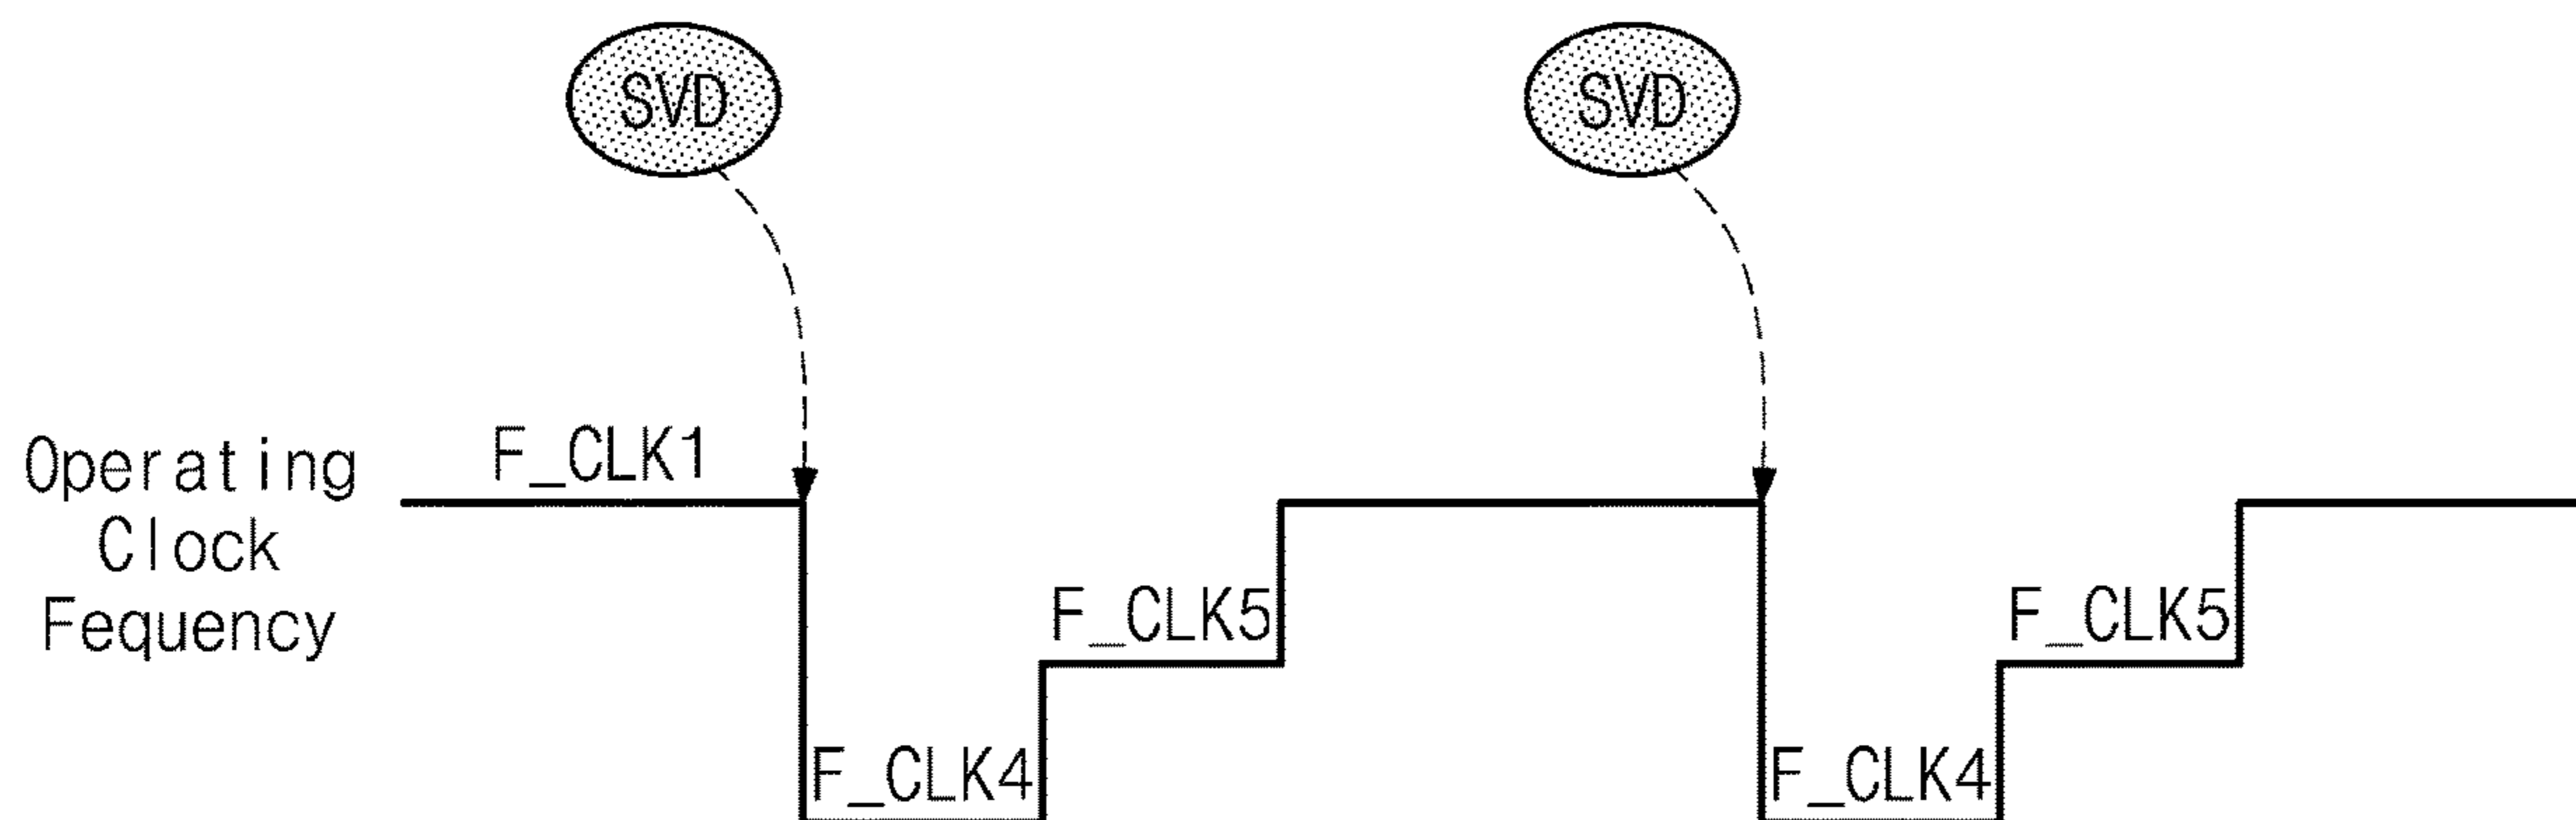 SVD
SVD
F_CLK1
Operating
Clock
Fequency
F_CLK5
F_CLK5
F_CLK4
F_CLK4